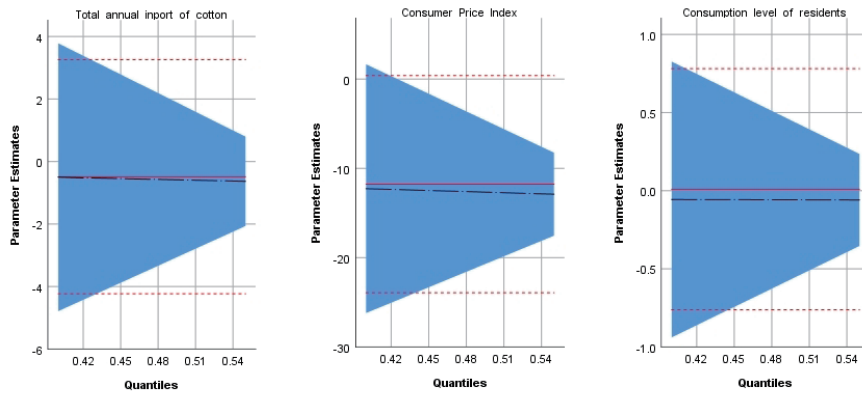 Total annual inport of cotton
4
2
0
-2
-4
-6
Parameter Estimates
0.42 0.45 0.48 0.51 0.54
Quantiles
Consumer Price Index
0
-10
-20
-30
Parameter Estimates
0.42 0.45 0.48 0.51 0.54
Quantiles
Consumption level of residents
1.0
0.5
0.0
-0.5
-1.0
Parameter Estimates
0.42 0.45 0.48 0.51 0.54
Quantiles